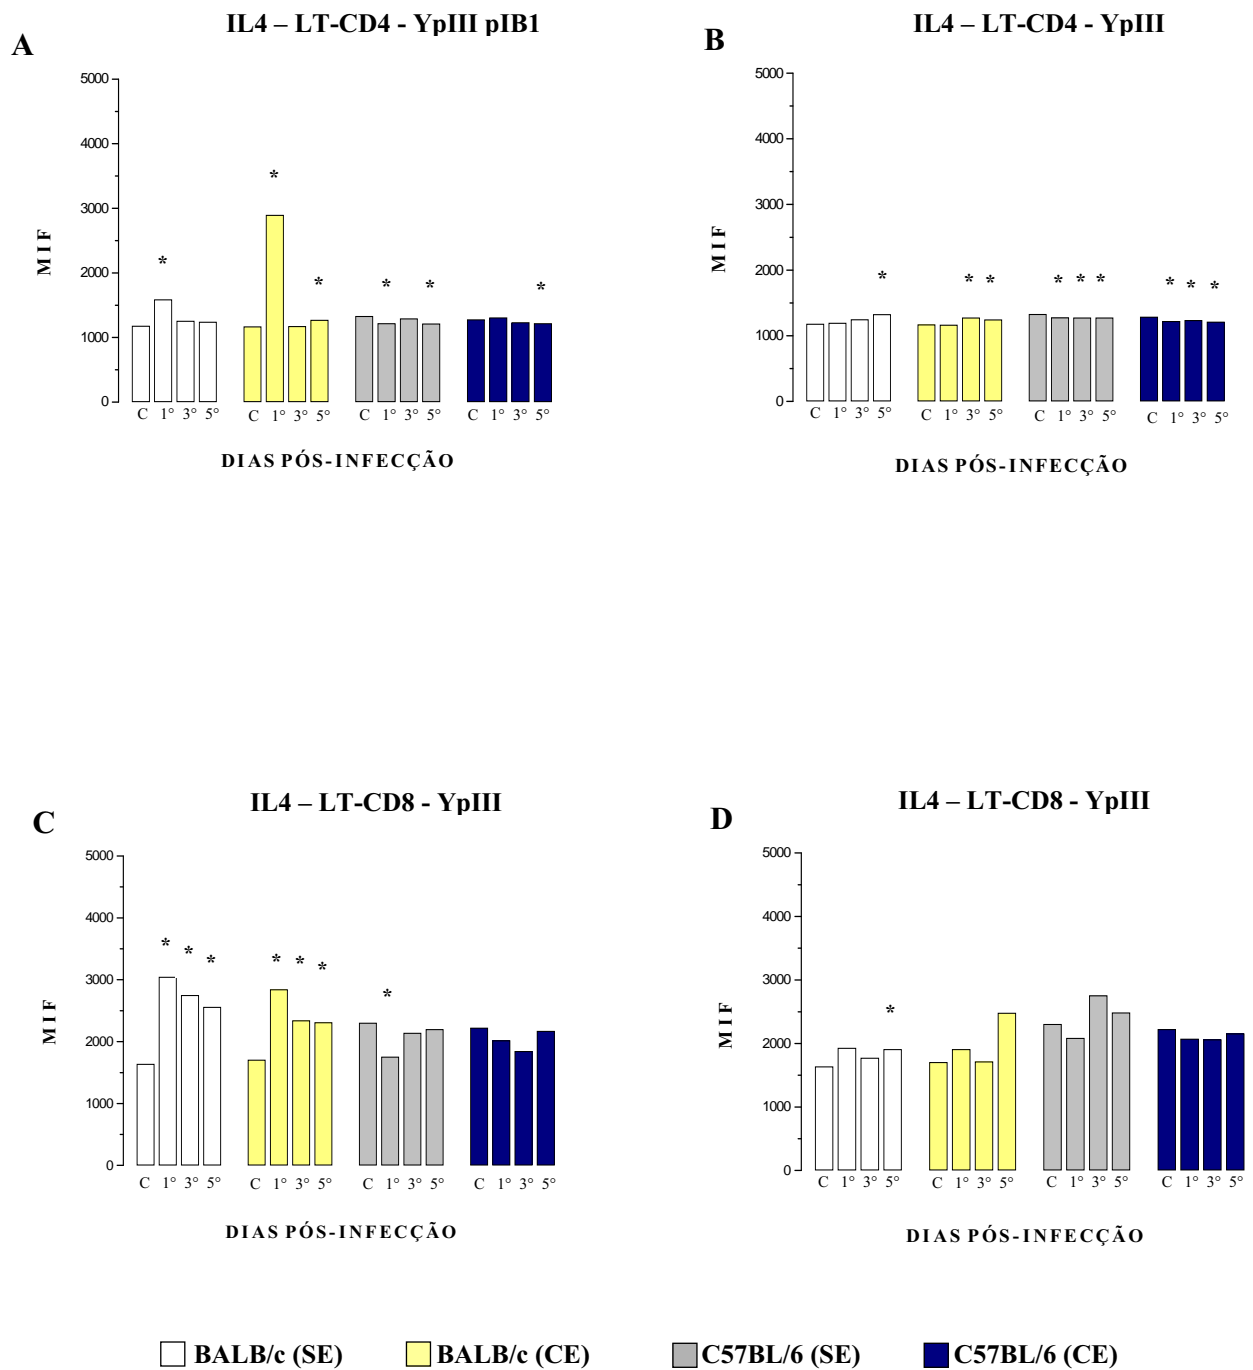 IL4 – LT-CD4 - YpIII pIB1
A
5000
4000
3000
2000
1000
0
MIF
* * * * * *
C 1° 3° 5° C 1° 3° 5° C 1° 3° 5° C 1° 3° 5°
DIAS PÓS-INFECÇÃO
IL4 – LT-CD4 - YpIII
B
5000
4000
3000
2000
1000
0
MIF
* * * * * * * * *
C 1° 3° 5° C 1° 3° 5° C 1° 3° 5° C 1° 3° 5°
DIAS PÓS-INFECÇÃO
IL4 – LT-CD8 - YpIII
C
5000
4000
3000
2000
1000
0
MIF
* * * * * * *
C 1° 3° 5° C 1° 3° 5° C 1° 3° 5° C 1° 3° 5°
DIAS PÓS-INFECÇÃO
IL4 – LT-CD8 - YpIII
D
5000
4000
3000
2000
1000
0
MIF
*
C 1° 3° 5° C 1° 3° 5° C 1° 3° 5° C 1° 3° 5°
DIAS PÓS-INFECÇÃO
BALB/c (SE) BALB/c (CE) C57BL/6 (SE) C57BL/6 (CE)